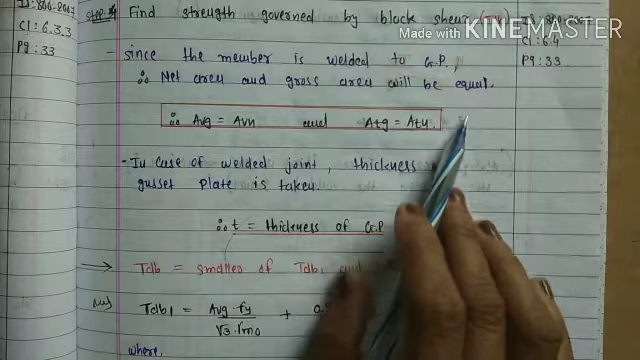 IS:800-2007
Cl: 6.3.3
Pg: 33
Step-4 Find strength governed by block shear
Made with KINEMASTER
Cl: 6.4
Pg: 33
- since the member is welded to G.P,
∴ Net area and gross area will be equal.
∴ Avg = Avn and Atg = Atn.
- In case of welded joint, thickness
gusset plate is taken.
∴ t = thickness of G.P
→ Tdb = smaller of Tdb1 and
Tdb1 = Avg·fy / √3·γm0 +
where,